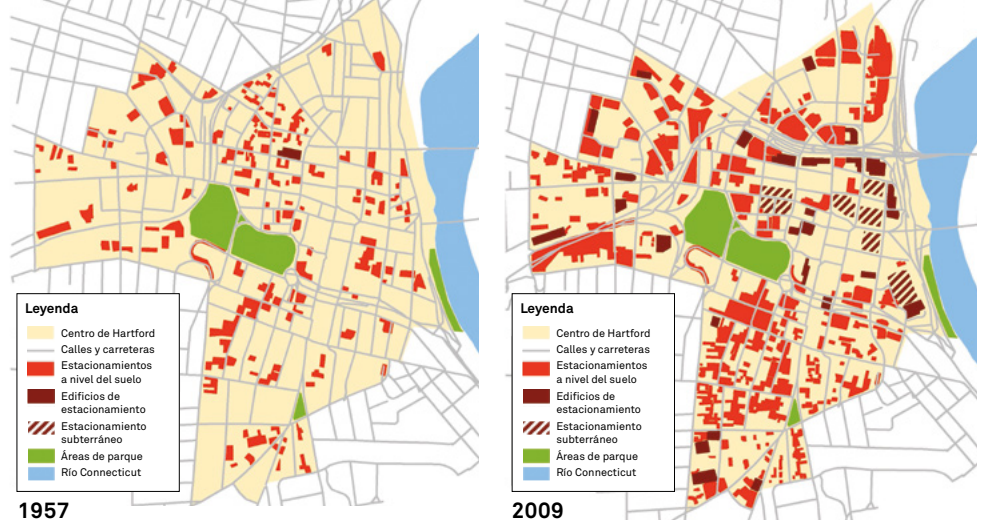 Leyenda
Centro de Hartford
Calles y carreteras
Estacionamientos
a nivel del suelo
Edificios de
estacionamiento
Estacionamiento
subterráneo
Áreas de parque
Río Connecticut
1957
Leyenda
Centro de Hartford
Calles y carreteras
Estacionamientos
a nivel del suelo
Edificios de
estacionamiento
Estacionamiento
subterráneo
Áreas de parque
Río Connecticut
2009